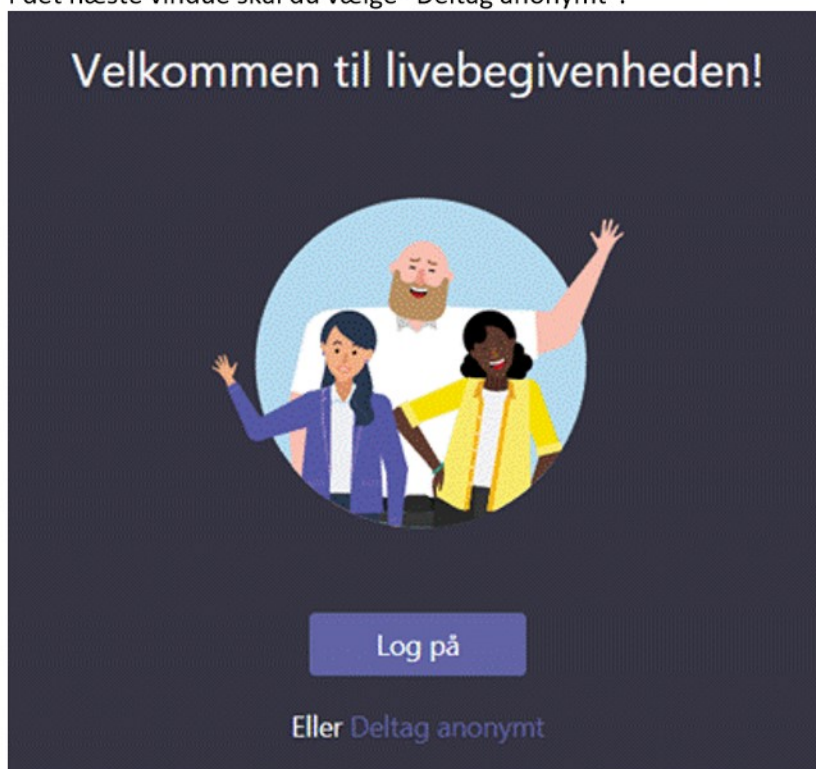 I det næste vindue skal du vælge "Deltag anonymt".
Velkommen til livebegivenheden!
Log på
Eller Deltag anonymt